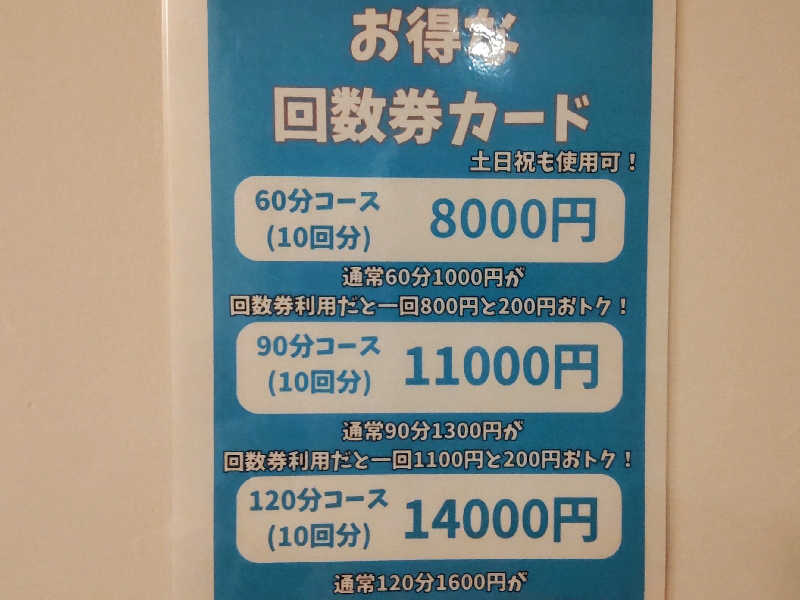 お得な
回数券カード
土日祝も使用可！
60分コース
(10回分)
8000円
通常60分1000円が
回数券利用だと一回800円と200円おトク！
90分コース
(10回分)
11000円
通常90分1300円が
回数券利用だと一回1100円と200円おトク！
120分コース
(10回分)
14000円
通常120分1600円が